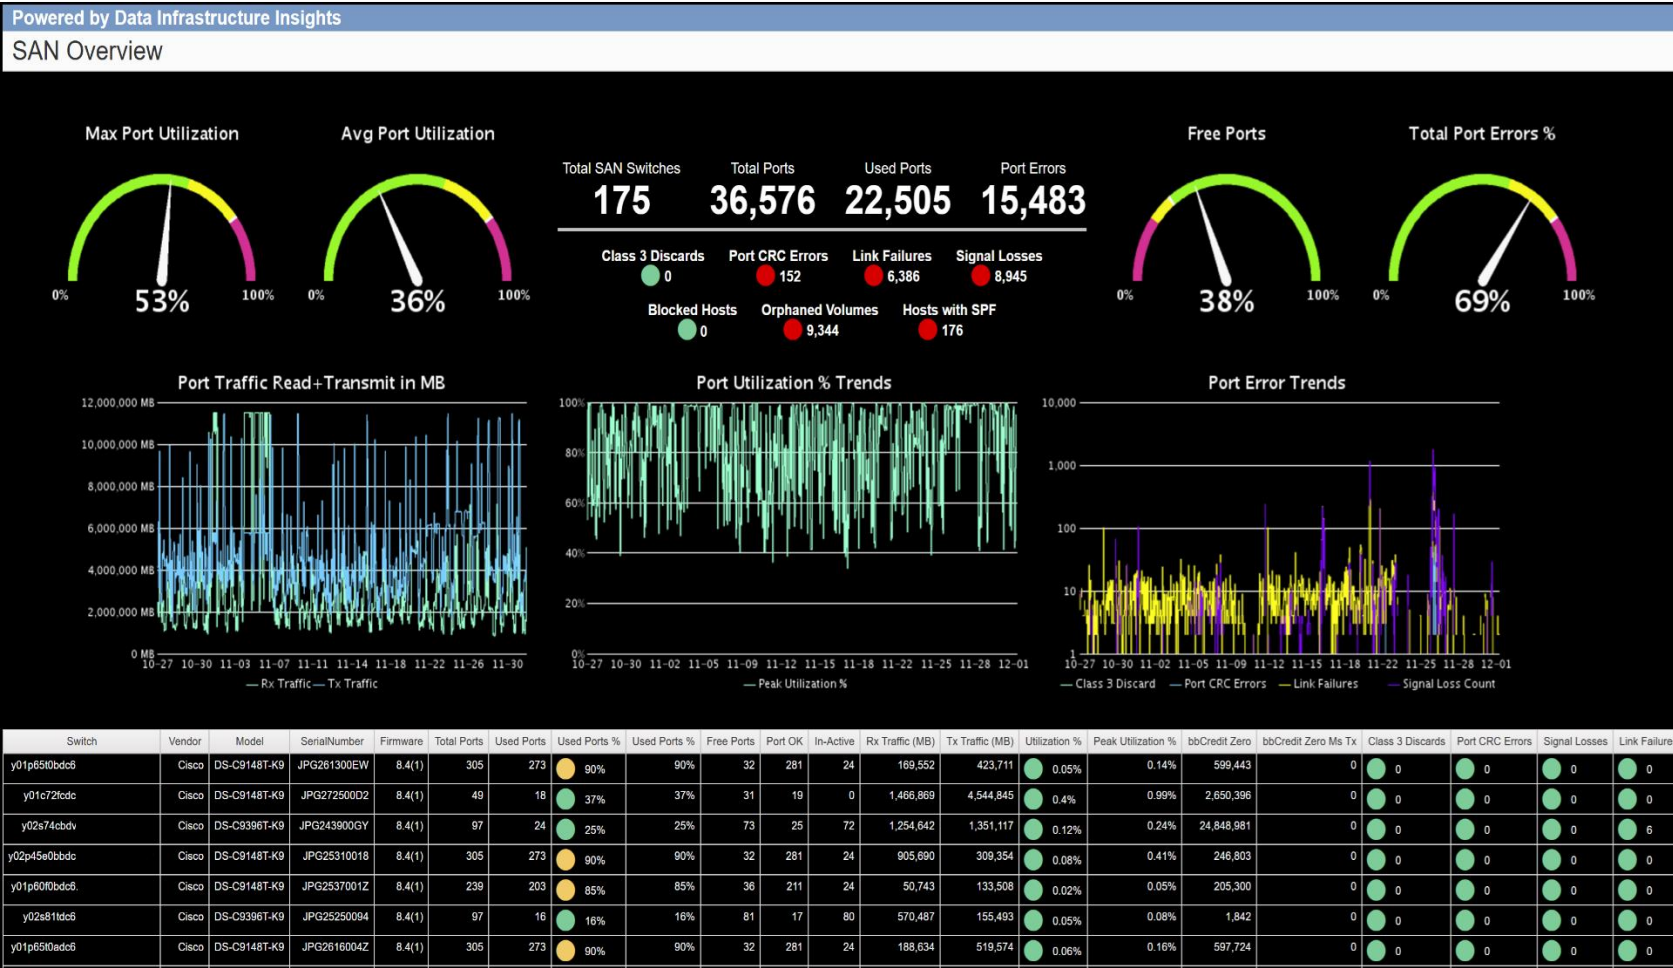 Powered by Data Infrastructure Insights
SAN Overview
Max Port Utilization
0%
53%
100%
Avg Port Utilization
0%
36%
100%
Total SAN Switches
175
Total Ports
36,576
Used Ports
22,505
Port Errors
15,483
Class 3 Discards
0
Port CRC Errors
152
Link Failures
6,386
Signal Losses
8,945
Blocked Hosts
0
Orphaned Volumes
9,344
Hosts with SPF
176
Free Ports
0%
38%
100%
Total Port Errors %
0%
69%
100%
Port Traffic Read+Transmit in MB
12,000,000 MB
10,000,000 MB
8,000,000 MB
6,000,000 MB
4,000,000 MB
2,000,000 MB
0 MB
10-27 10-30 11-03 11-07 11-11 11-14 11-18 11-22 11-26 11-30
Rx Traffic Tx Traffic
Port Utilization % Trends
100%
80%
60%
40%
20%
0%
10-27 10-30 11-02 11-05 11-09 11-12 11-15 11-18 11-22 11-25 11-28 12-01
Peak Utilization %
Port Error Trends
10,000
1,000
100
10
1
10-27 10-30 11-02 11-05 11-09 11-12 11-15 11-18 11-22 11-25 11-28 12-01
Class 3 Discard Port CRC Errors Link Failures Signal Loss Count
Switch Vendor Model SerialNumber Firmware Total Ports Used Ports Used Ports % Used Ports % Free Ports Port OK In-Active Rx Traffic (MB) Tx Traffic (MB) Utilization % Peak Utilization % bbCredit Zero bbCredit Zero Ms Tx Class 3 Discards Port CRC Errors Signal Losses Link Failure
y01p65t0bdc6 Cisco DS-C9148T-K9 JPG261300EW 8.4(1) 305 273 90% 90% 32 281 24 169,552 423,711 0.05% 0.14% 599,443 0 0 0 0 0
y01c72fcdc Cisco DS-C9148T-K9 JPG272500D2 8.4(1) 49 18 37% 37% 31 19 0 1,466,869 4,544,845 0.4% 0.99% 2,650,396 0 0 0 0 0
y02s74cbdv Cisco DS-C9396T-K9 JPG243900GY 8.4(1) 97 24 25% 25% 73 25 72 1,254,642 1,351,117 0.12% 0.24% 24,848,981 0 0 0 0 6
y02p45e0bbdc Cisco DS-C9148T-K9 JPG25310018 8.4(1) 305 273 90% 90% 32 281 24 905,690 309,354 0.08% 0.41% 246,803 0 0 0 0 0
y01p60f0bdc6. Cisco DS-C9148T-K9 JPG2537001Z 8.4(1) 239 203 85% 85% 36 211 24 50,743 133,508 0.02% 0.05% 205,300 0 0 0 0 0
y02s81tdc6 Cisco DS-C9396T-K9 JPG25250094 8.4(1) 97 16 16% 16% 81 17 80 570,487 155,493 0.05% 0.08% 1,842 0 0 0 0 0
y01p65t0adc6 Cisco DS-C9148T-K9 JPG2616004Z 8.4(1) 305 273 90% 90% 32 281 24 188,634 519,574 0.06% 0.16% 597,724 0 0 0 0 0